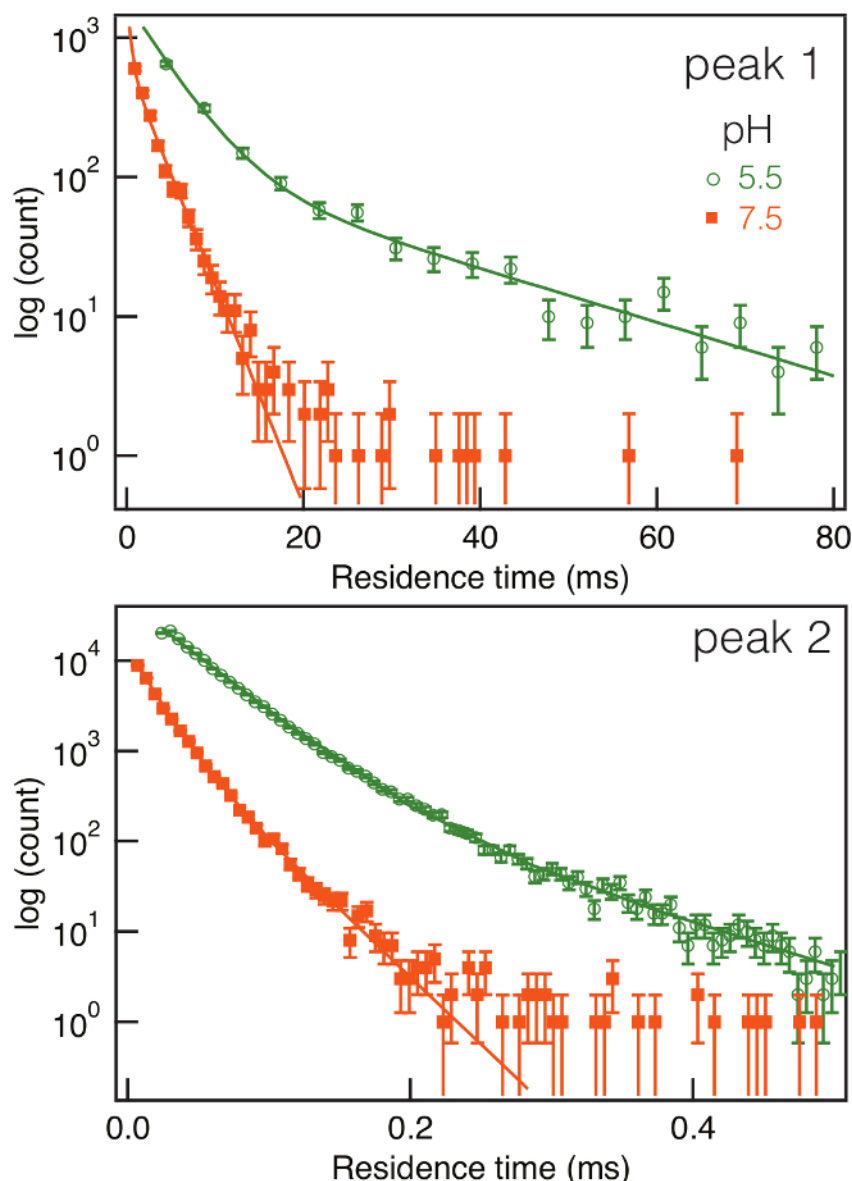 peak 1
pH
5.5
7.5
log (count)
10³
10²
10¹
10⁰
0 20 40 60 80
Residence time (ms)
peak 2
log (count)
10⁴
10³
10²
10¹
10⁰
0.0 0.2 0.4
Residence time (ms)